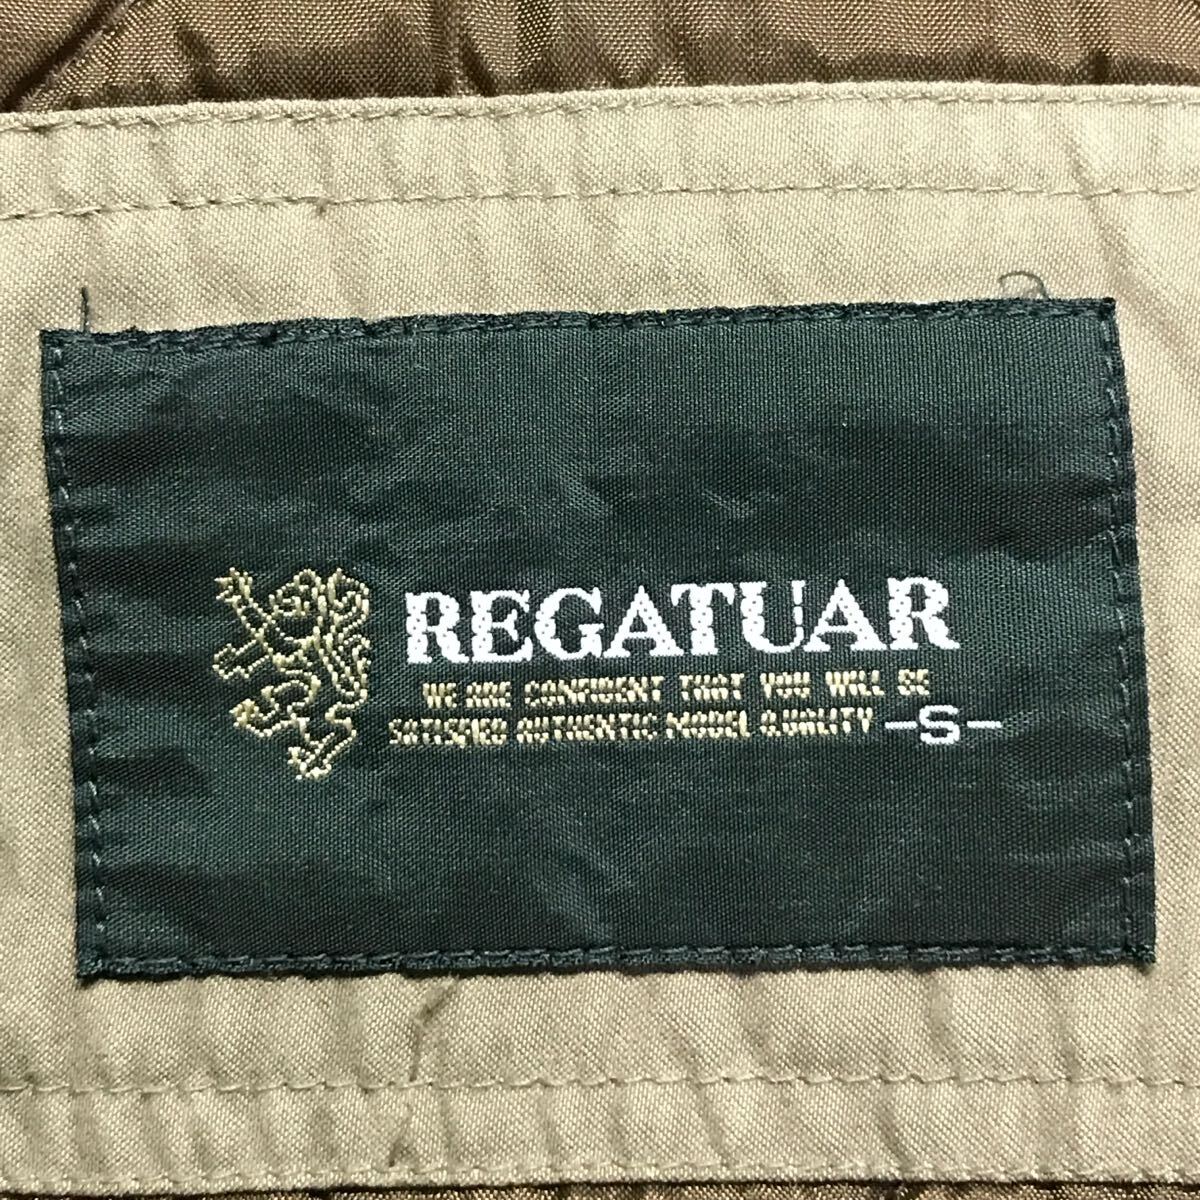 REGATUAR
WE ARE CONFIDENT THAT YOU WILL BE
SATISFIED AUTHENTIC MODEL QUALITY -S-